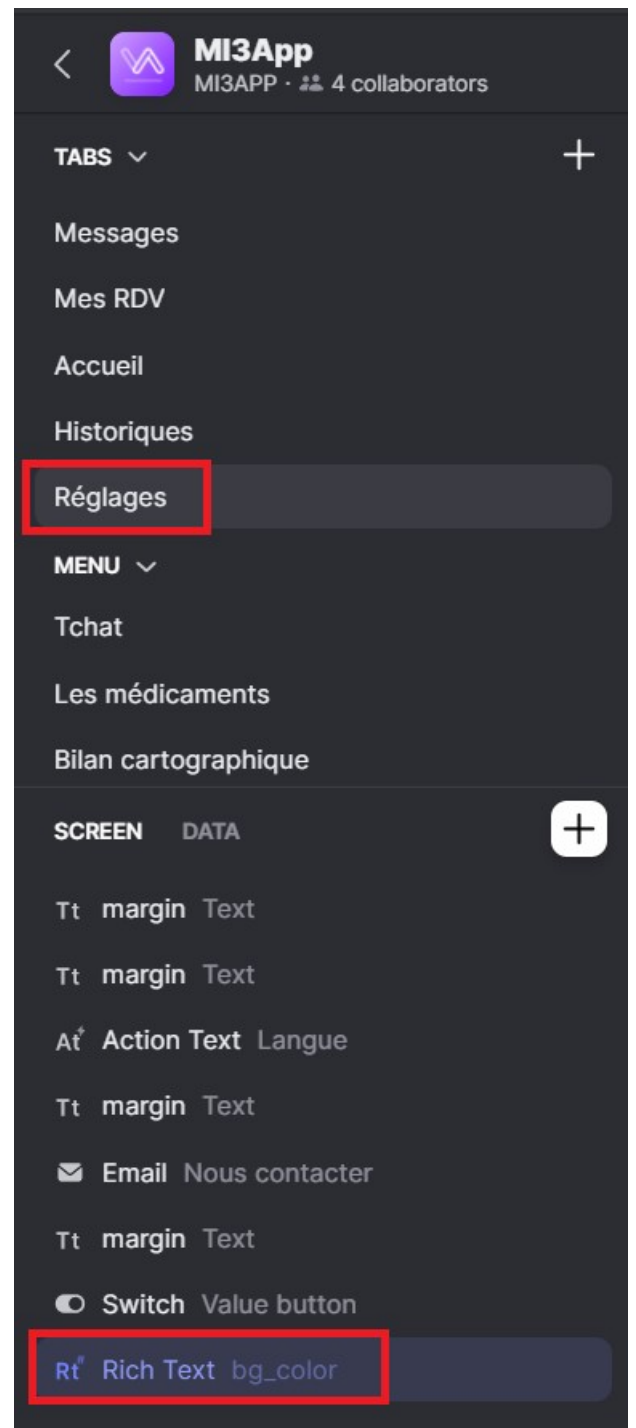 MI3App
MI3APP · 4 collaborators
TABS
Messages
Mes RDV
Accueil
Historiques
Réglages
MENU
Tchat
Les médicaments
Bilan cartographique
SCREEN DATA
Tt margin Text
Tt margin Text
At Action Text Langue
Tt margin Text
Email Nous contacter
Tt margin Text
Switch Value button
Rt Rich Text bg_color